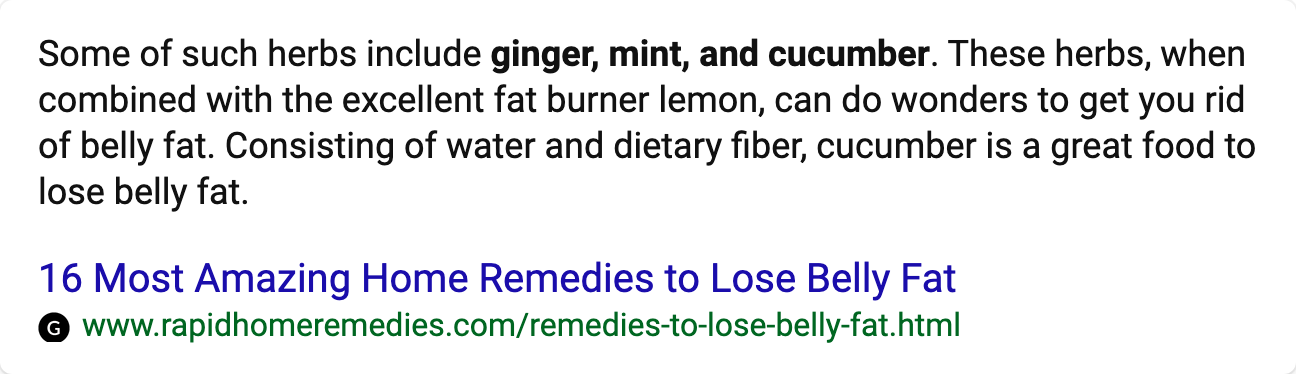 Some of such herbs include ginger, mint, and cucumber. These herbs, when
combined with the excellent fat burner lemon, can do wonders to get you rid
of belly fat. Consisting of water and dietary fiber, cucumber is a great food to
lose belly fat.
16 Most Amazing Home Remedies to Lose Belly Fat
G www.rapidhomeremedies.com/remedies-to-lose-belly-fat.html